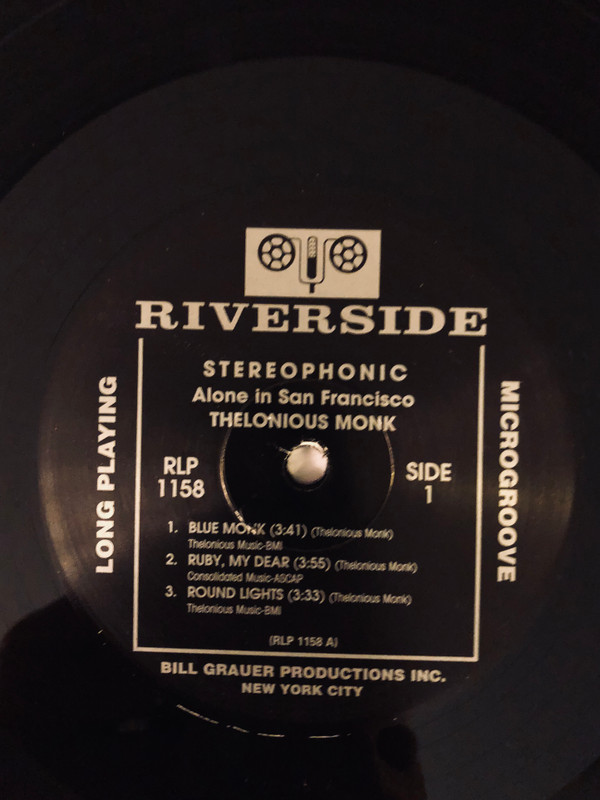 RIVERSIDE
STEREOPHONIC
Alone in San Francisco
THELONIOUS MONK
LONG PLAYING
MICROGROOVE
RLP
1158
SIDE
1
1. BLUE MONK (3:41) (Thelonious Monk)
Thelonious Music-BMI
2. RUBY, MY DEAR (3:55) (Thelonious Monk)
Consolidated Music-ASCAP
3. ROUND LIGHTS (3:33) (Thelonious Monk)
Thelonious Music-BMI
(RLP 1158 A)
BILL GRAUER PRODUCTIONS INC.
NEW YORK CITY